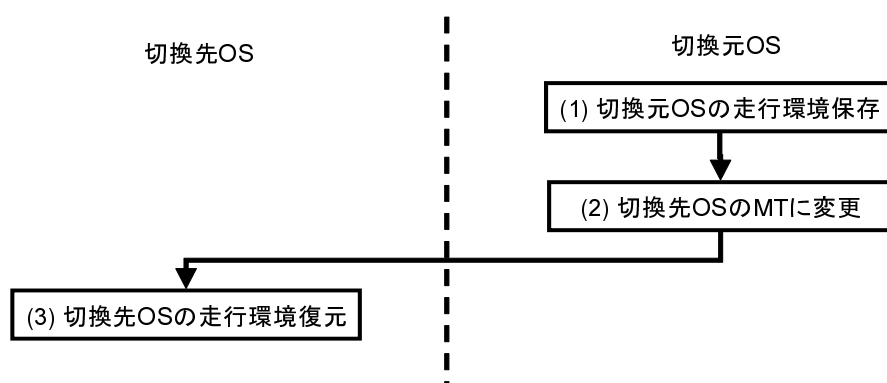 切換先OS
切換元OS
(1) 切換元OSの走行環境保存
(2) 切換先OSのMTに変更
(3) 切換先OSの走行環境復元